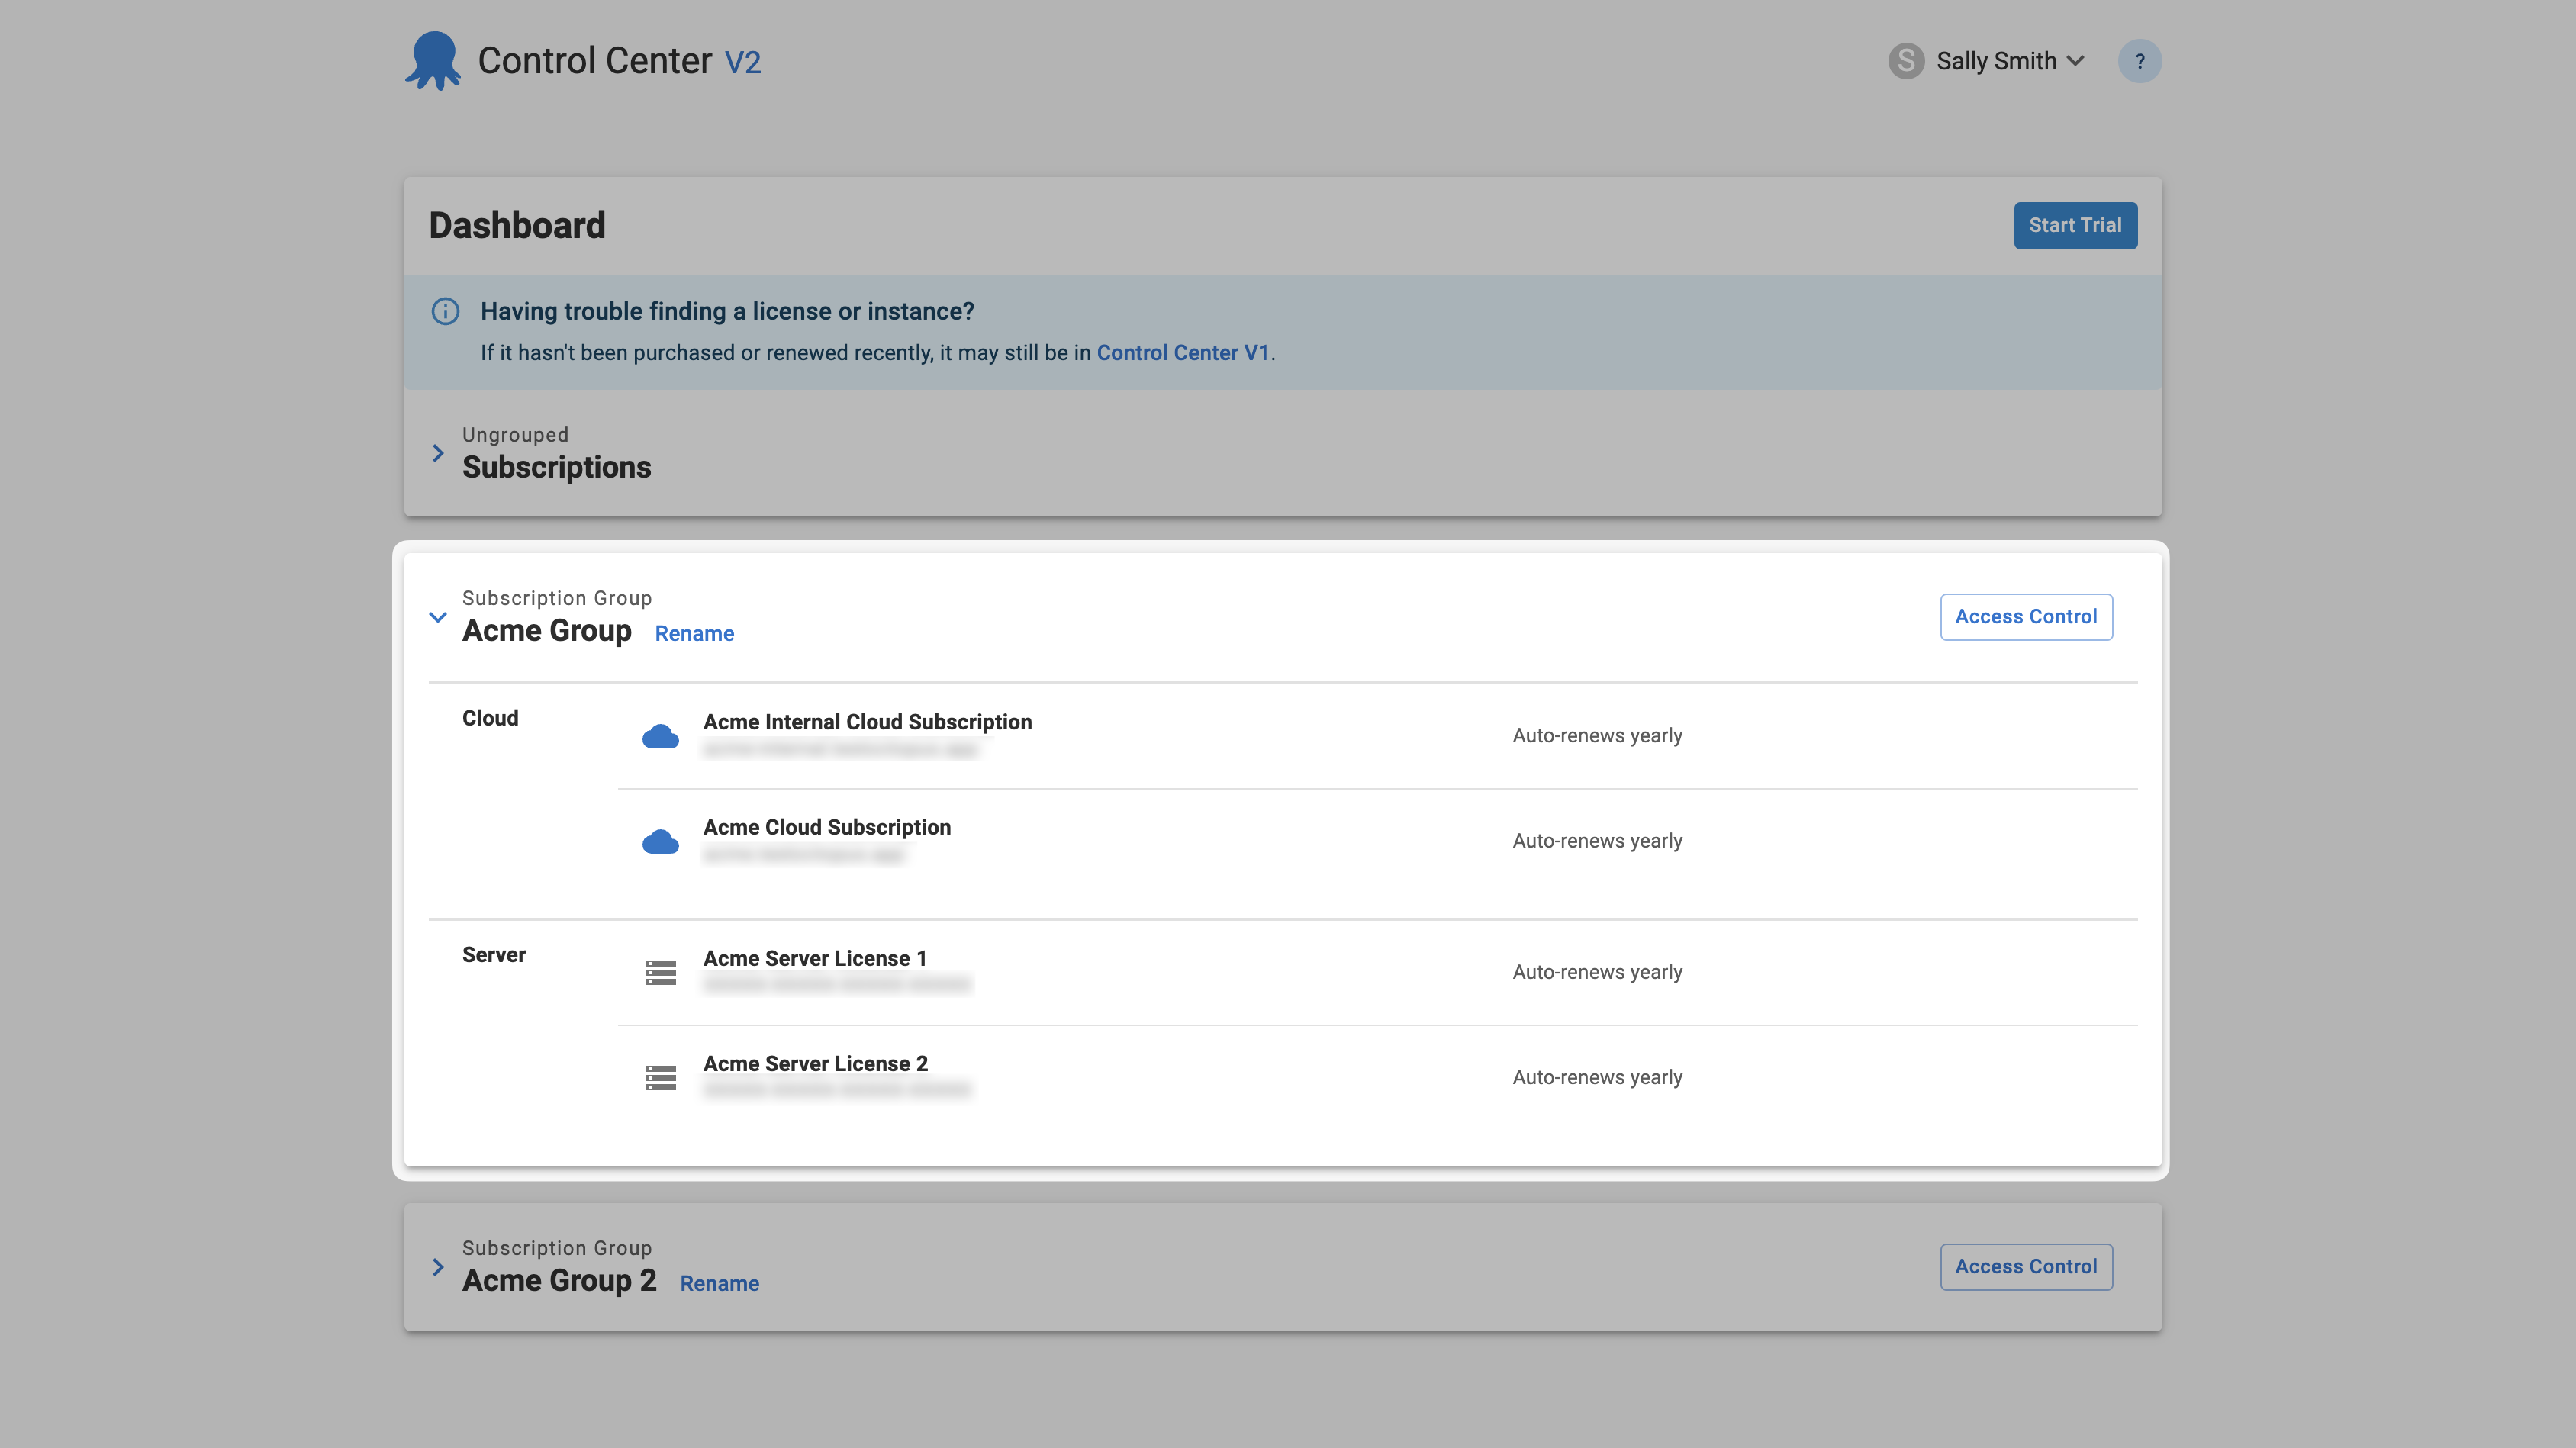 Control Center V2
S Sally Smith
?
Dashboard
Start Trial
Having trouble finding a license or instance?
If it hasn't been purchased or renewed recently, it may still be in Control Center V1.
Ungrouped
Subscriptions
Subscription Group
Acme Group Rename
Access Control
Cloud
Acme Internal Cloud Subscription
Auto-renews yearly
Acme Cloud Subscription
Auto-renews yearly
Server
Acme Server License 1
Auto-renews yearly
Acme Server License 2
Auto-renews yearly
Subscription Group
Acme Group 2 Rename
Access Control